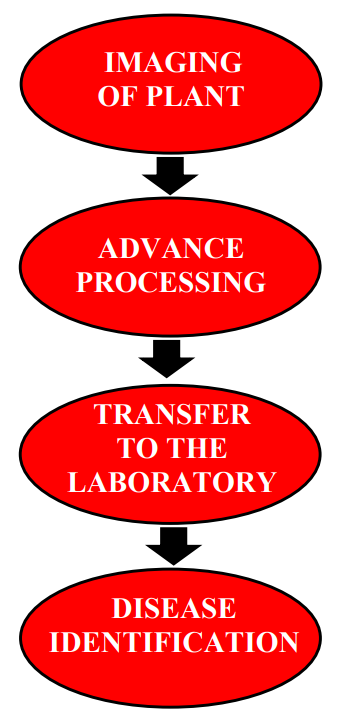 IMAGING
OF PLANT
ADVANCE
PROCESSING
TRANSFER
TO THE
LABORATORY
DISEASE
IDENTIFICATION